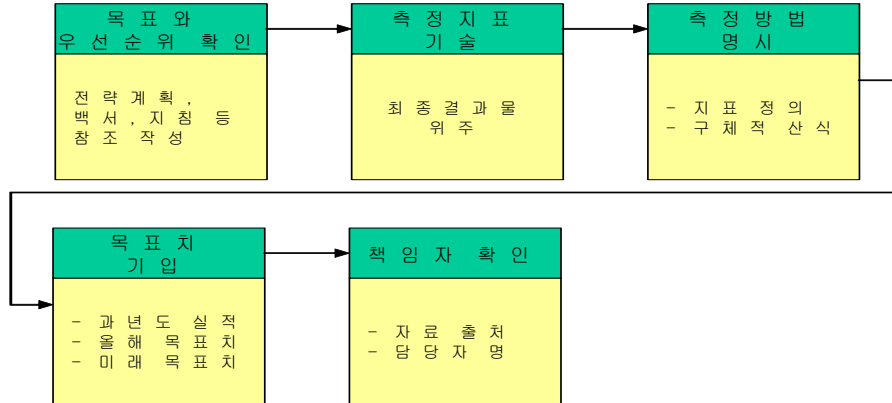 목표와
우선순위 확인
전략계획,
백서,지침 등
참조 작성
측정지표
기술
최종결과물
위주
측정방법
명시
- 지표 정의
- 구체적 산식
목표치
기입
- 과년도 실적
- 올해 목표치
- 미래 목표치
책임자 확인
- 자료 출처
- 담당자 명